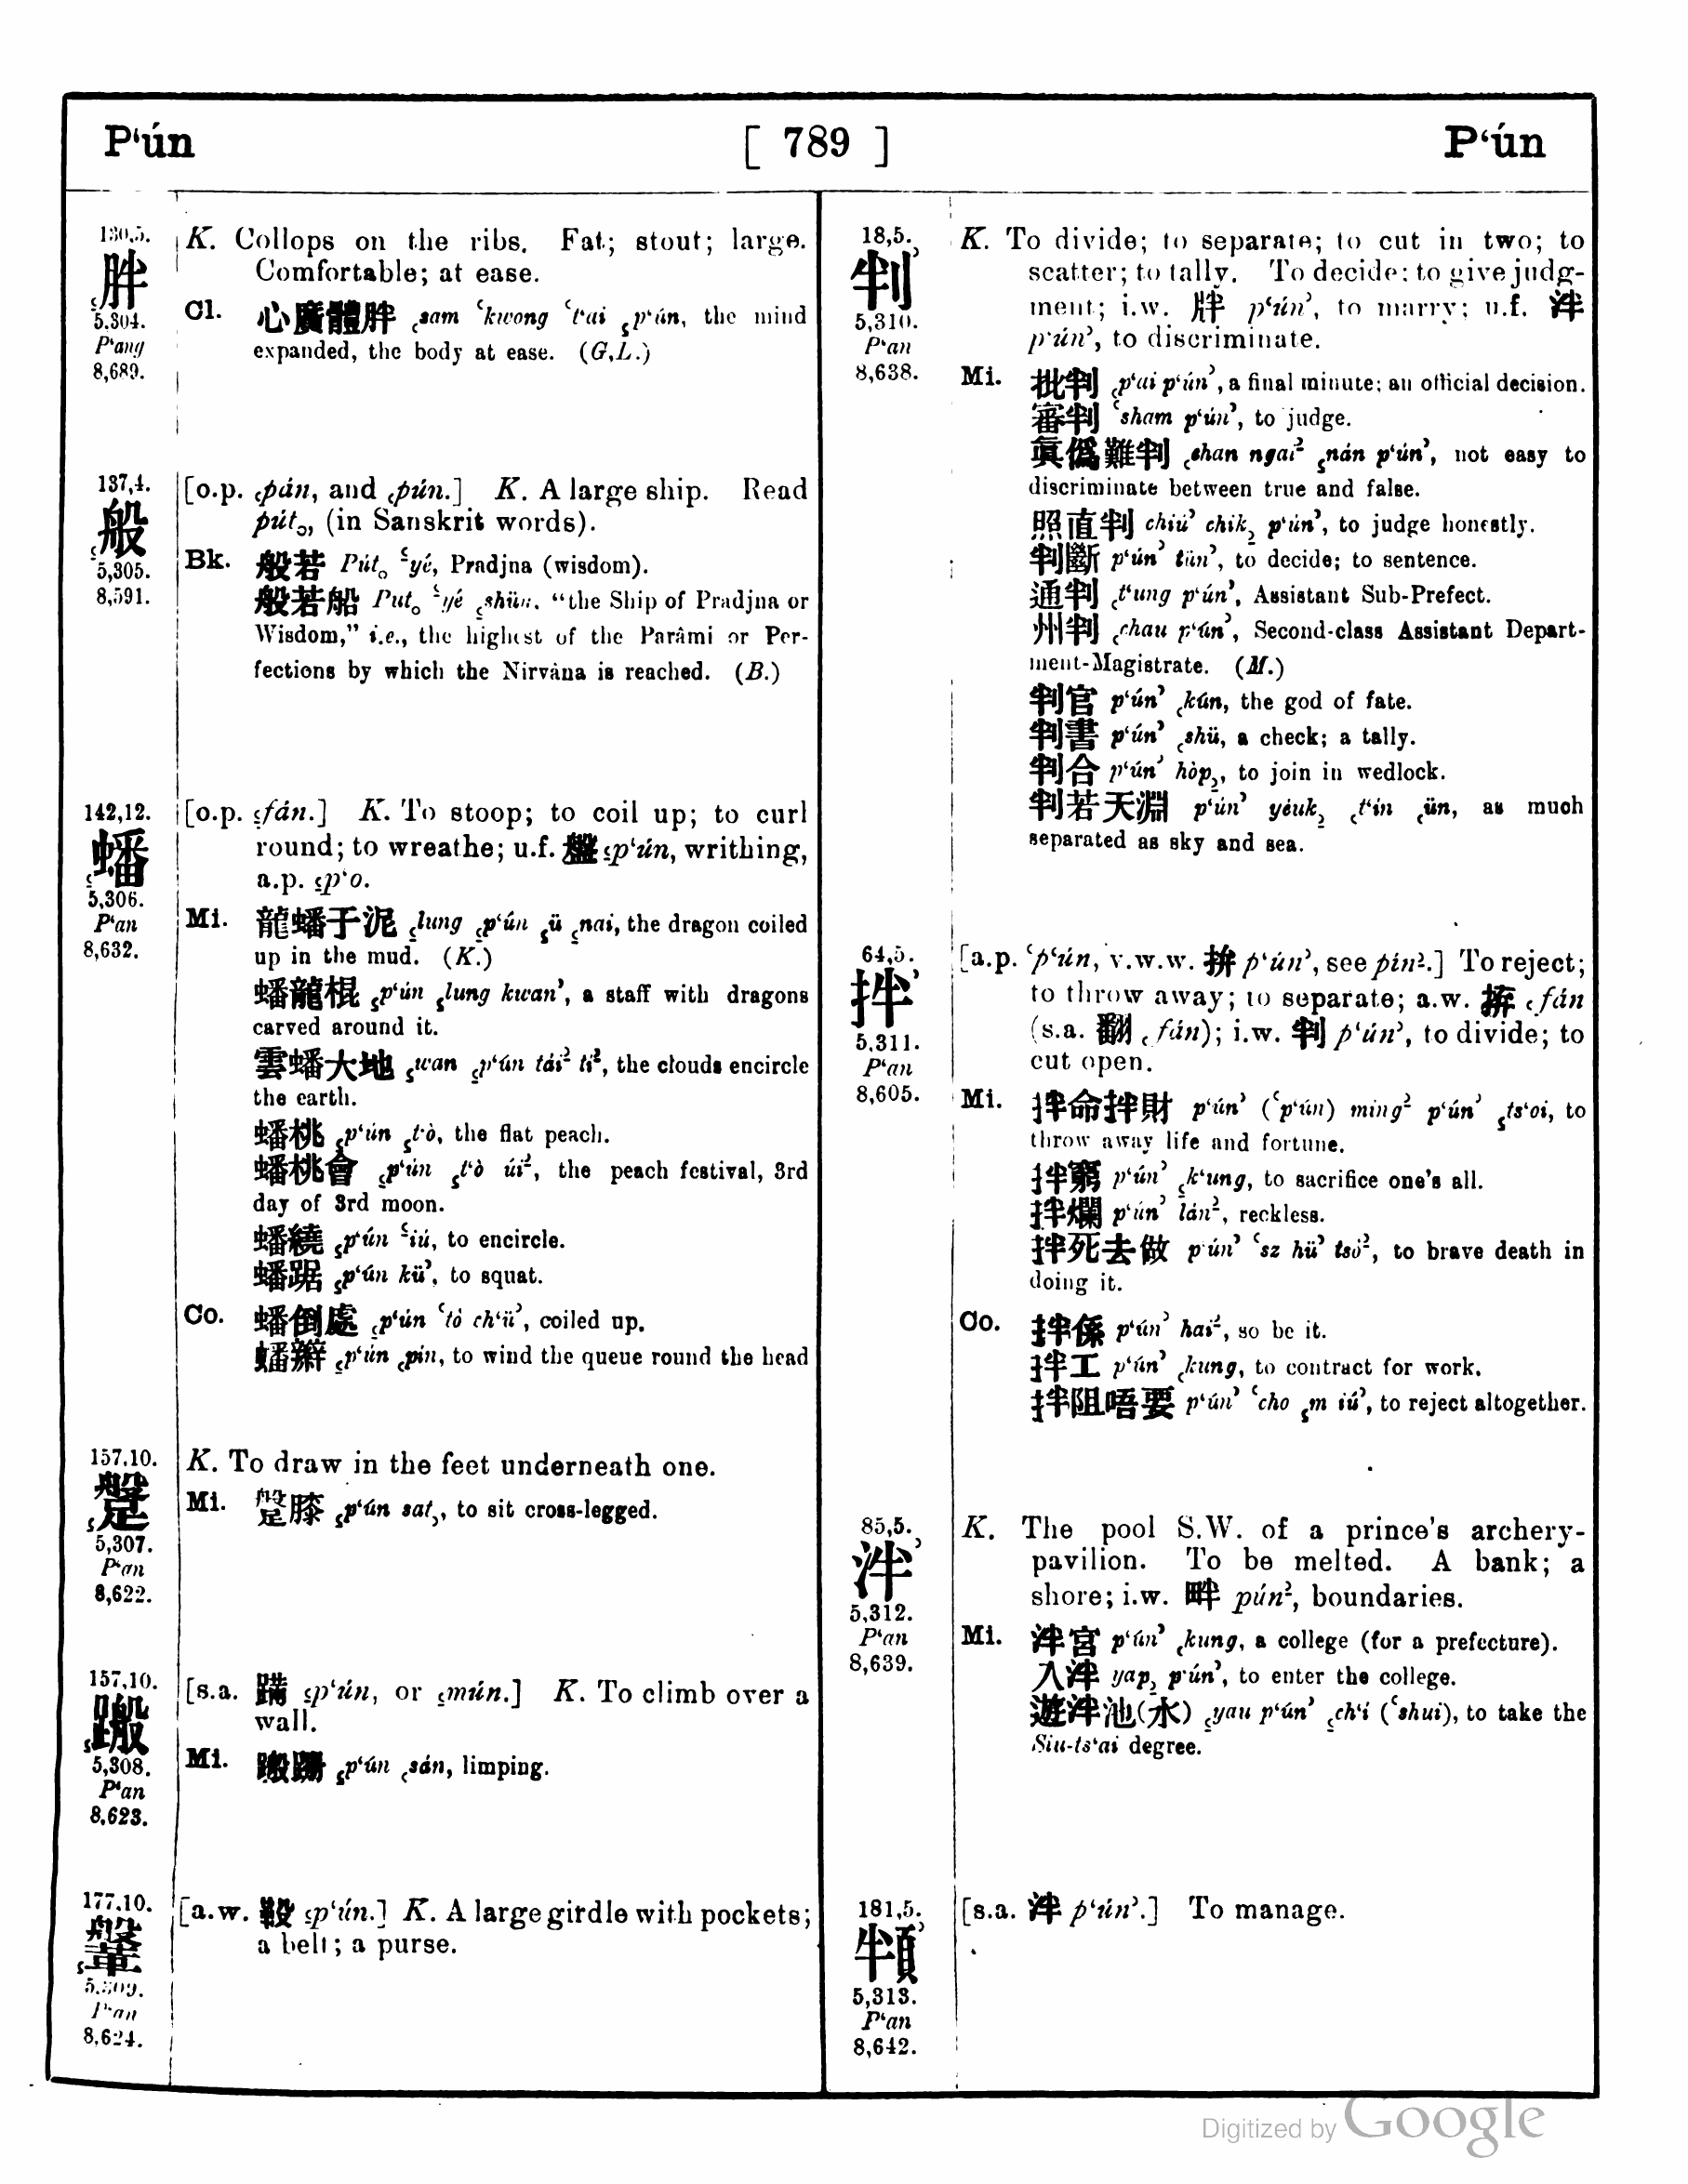 P‘ún [ 789 ] P‘ún
130,5.
胖
5,304.
P‘ang
8,689.
K. Collops on the ribs. Fat; stout; large.
Comfortable; at ease.
Cl. 心廣體胖 ꜀sam ꜂kwong ꜂t‘ai ꜁p‘ún, the mind
expanded, the body at ease. (G,L.)
137,4.
般
5,305.
8,591.
[o.p. ꜀pán, and ꜀pún.] K. A large ship. Read
pút꜆, (in Sanskrit words).
Bk. 般若 Pút꜆ ꜃yé, Pradjna (wisdom).
般若船 Put꜆ ꜃yé ꜁shün. “the Ship of Pradjna or
Wisdom,” i.e., the highest of the Parâmi or Per-
fections by which the Nirvâna is reached. (B.)
142,12.
蟠
5,306.
P‘an
8,632.
[o.p. ꜁fán.] K. To stoop; to coil up; to curl
round; to wreathe; u.f. 盤 ꜁p‘ún, writhing,
a.p. ꜁p‘o.
Mi. 龍蟠于泥 ꜁lung ꜁p‘ún ꜁ü ꜁nai, the dragon coiled
up in the mud. (K.)
蟠龍棍 ꜁p‘ún ꜁lung kwan꜄, a staff with dragons
carved around it.
雲蟠大地 ꜁wan ꜁p‘ún tái꜅ tí꜅, the clouds encircle
the earth.
蟠桃 ꜁p‘ún ꜁t‘ò, the flat peach.
蟠桃會 ꜁p‘ún ꜁t‘ò úi꜅, the peach festival, 3rd
day of 3rd moon.
蟠繞 ꜁p‘ún ꜃iú, to encircle.
蟠踞 ꜁p‘ún kü꜄, to squat.
Co. 蟠倒處 ꜁p‘ún ꜂tò ch‘ü꜄, coiled up.
蟠辮 ꜁p‘ún ꜀pín, to wind the queue round the head
157,10.
蹩
5,307.
P‘an
8,622.
K. To draw in the feet underneath one.
Mi. 膝 ꜁p‘ún sat꜆, to sit cross-legged.
157,10.
蹣
5,308.
P‘an
8,623.
[s.a. 蹣 ꜁p‘ún, or ꜁mún.] K. To climb over a
wall.
Mi. ꜁p‘ún ꜀sán, limping.
177,10.
鞶
5,309.
P‘an
8,624.
[a.w. ꜁p‘ún.] K. A large girdle with pockets;
a belt; a purse.
18,5.
判꜄
5,310.
P‘an
8,638.
K. To divide; to separate; to cut in two; to
scatter; to tally. To decide: to give judg-
ment; i.w. 牉 p‘ún꜄, to marry; u.f. 泮
p‘ún꜄, to discriminate.
Mi. 批判 ꜀p‘ai p‘ún꜄, a final minute; an official decision.
審判 ꜂sham p‘ún꜄, to judge.
眞僞難判 ꜀chan ngai꜅ ꜁nán p‘ún꜄, not easy to
discriminate between true and false.
照直判 chiú꜄ chik꜇ p‘ún꜄, to judge honestly.
判斷 p‘ún꜄ tün꜄, to decide; to sentence.
通判 ꜀t‘ung p‘ún꜄, Assistant Sub-Prefect.
州判 ꜀chau p‘ún꜄, Second-class Assistant Depart-
ment-Magistrate. (M.)
判官 p‘ún꜄ ꜀kún, the god of fate.
判書 p‘ún꜄ ꜀shü, a check; a tally.
判合 p‘ún꜄ hòp꜇, to join in wedlock.
判若天淵 p‘ún꜄ yéuk꜇ ꜀t‘ín ꜀ün, as much
separated as sky and sea.
64,5.
拌꜄
5,311.
P‘an
8,605.
[a.p. ꜂p‘ún, v.w.w. 拚 p‘ún꜄, see pín꜅.] To reject;
to throw away; to separate; a.w. ꜀fán
(s.a. 翻 ꜀fán); i.w. 判 p‘ún꜄, to divide; to
cut open.
Mi. 拌命拌財 p‘ún꜄ (꜂p‘ún) ming꜅ p‘ún꜄ ꜁ts‘oi, to
throw away life and fortune.
拌窮 p‘ún꜄ ꜁k‘ung, to sacrifice one’s all.
拌爛 p‘ún꜄ lán꜅, reckless.
拌死去做 p‘ún꜄ ꜂sz hü꜄ tsò꜅, to brave death in
doing it.
Co. 拌係 p‘ún꜄ hai꜅, so be it.
拌工 p‘ún꜄ ꜀kung, to contract for work.
拌阻唔要 p‘ún꜄ ꜂cho ꜁m iú꜄, to reject altogether.
85,5.
泮꜄
5,312.
P‘an
8,639.
K. The pool S.W. of a prince’s archery-
pavilion. To be melted. A bank; a
shore; i.w. 畔 pún꜅, boundaries.
Mi. 泮宮 p‘ún꜄ ꜀kung, a college (for a prefecture).
入泮 yap꜇ p‘ún꜄, to enter the college.
遊泮池(水) ꜁yau p‘ún꜄ ꜁ch‘í (꜂shui), to take the
Siu-ts‘ai degree.
181,5.
頖꜄
5,313.
P‘an
8,642.
[s.a. 泮 p‘ún꜄.] To manage.
Digitized by Google